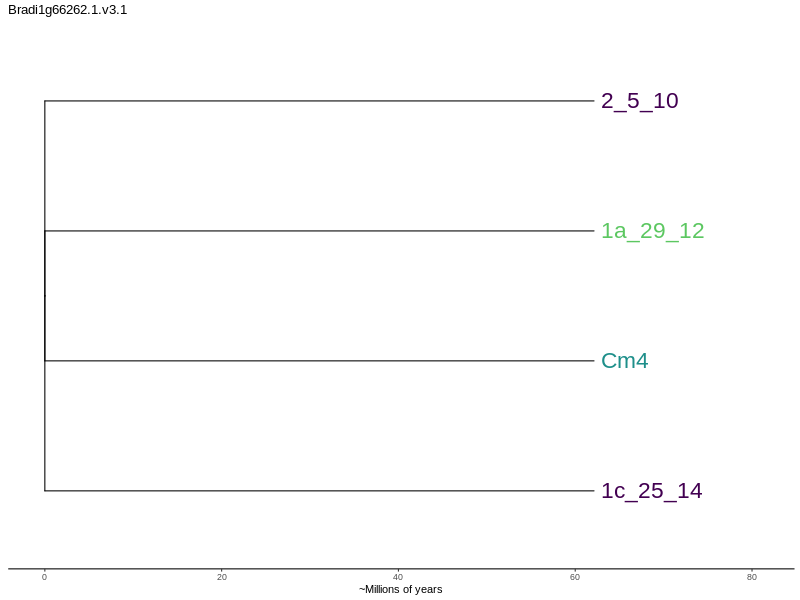 Bradi1g66262.1.v3.1
2_5_10
1a_29_12
Cm4
1c_25_14
0 20 40 60 80
~Millions of years